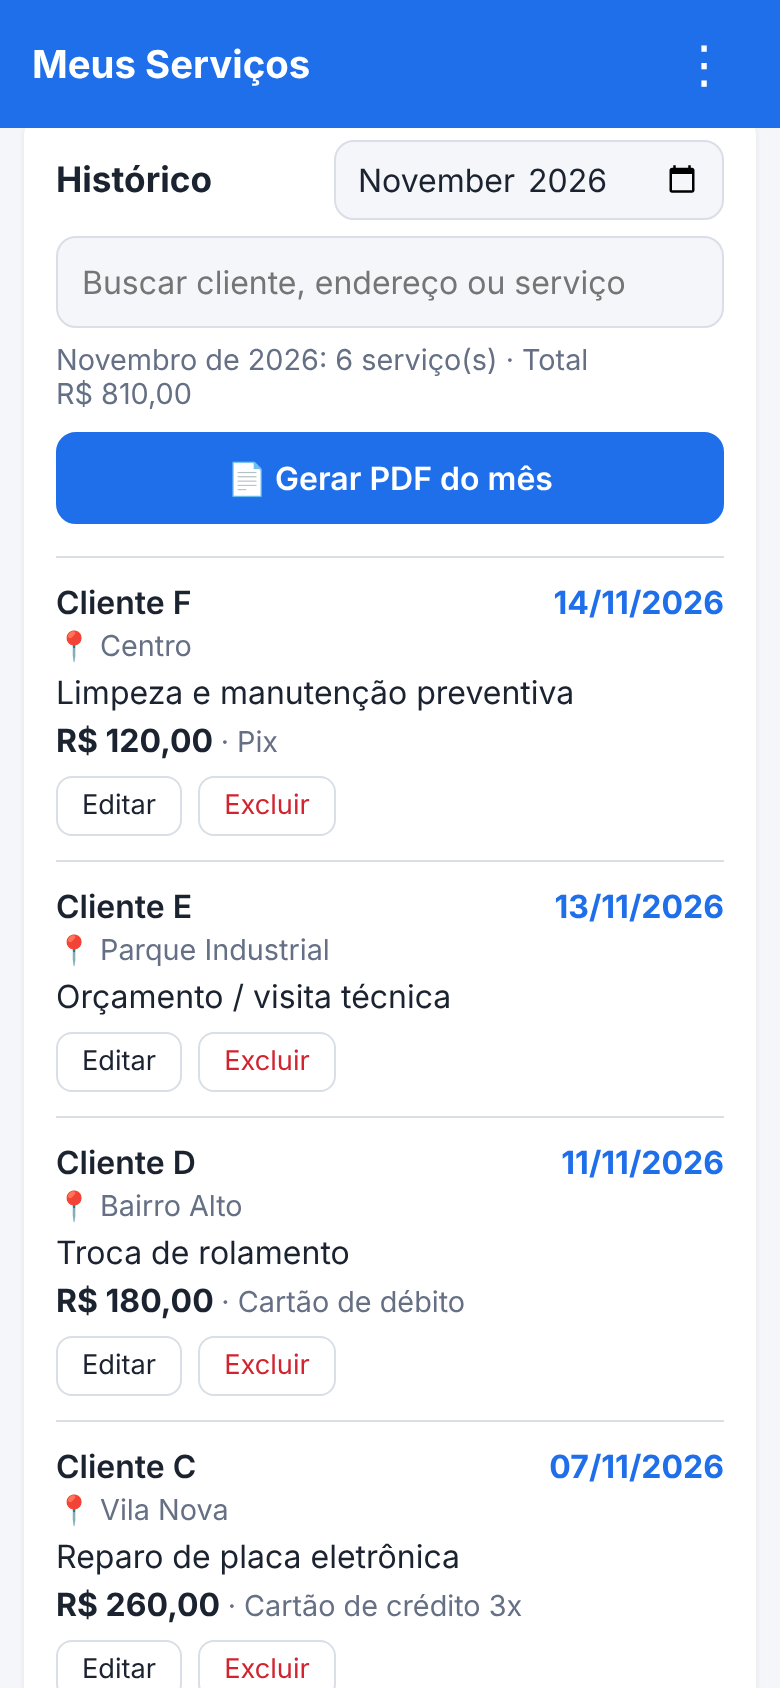 Meus Serviços
Histórico
November 2026
Buscar cliente, endereço ou serviço
Novembro de 2026: 6 serviço(s) · Total
R$ 810,00
Gerar PDF do mês
Cliente F
14/11/2026
Centro
Limpeza e manutenção preventiva
R$ 120,00 · Pix
Editar
Excluir
Cliente E
13/11/2026
Parque Industrial
Orçamento / visita técnica
Editar
Excluir
Cliente D
11/11/2026
Bairro Alto
Troca de rolamento
R$ 180,00 · Cartão de débito
Editar
Excluir
Cliente C
07/11/2026
Vila Nova
Reparo de placa eletrônica
R$ 260,00 · Cartão de crédito 3x
Editar
Excluir